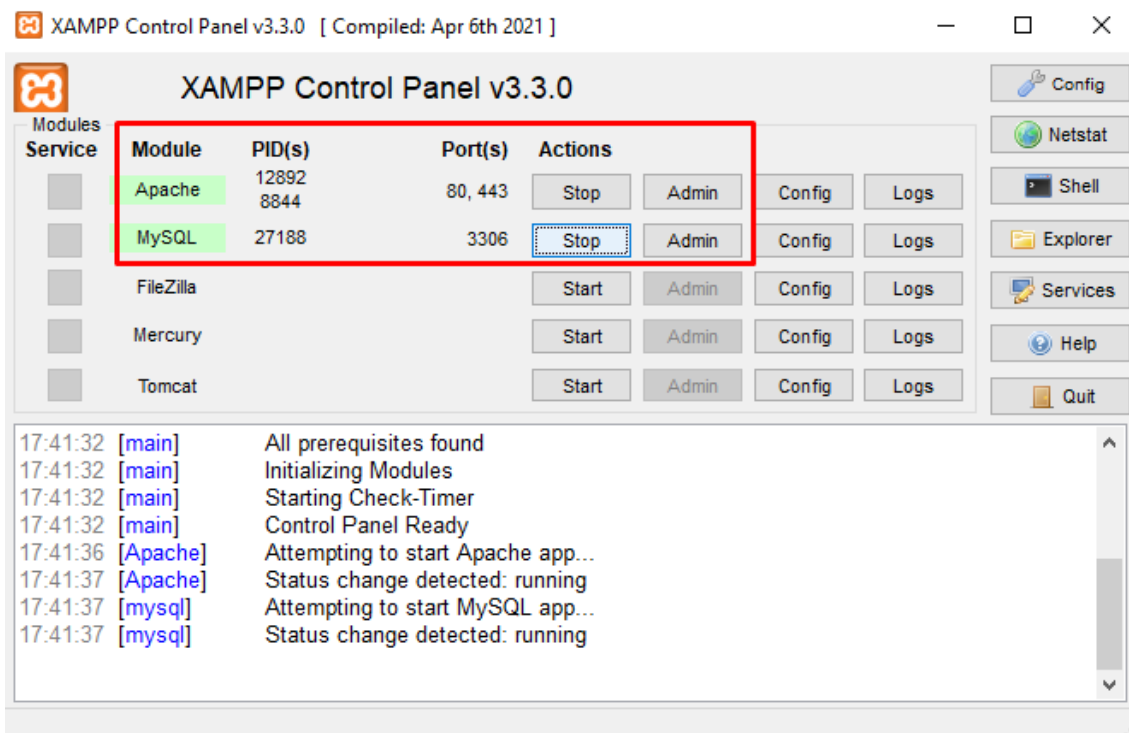 XAMPP Control Panel v3.3.0 [ Compiled: Apr 6th 2021 ]
XAMPP Control Panel v3.3.0
Config
Modules
Netstat
Service Module PID(s) Port(s) Actions
Apache 12892 8844 80, 443 Stop Admin Config Logs
Shell
MySQL 27188 3306 Stop Admin Config Logs
Explorer
FileZilla Start Admin Config Logs
Services
Mercury Start Admin Config Logs
Help
Tomcat Start Admin Config Logs
Quit
17:41:32 [main] All prerequisites found
17:41:32 [main] Initializing Modules
17:41:32 [main] Starting Check-Timer
17:41:32 [main] Control Panel Ready
17:41:36 [Apache] Attempting to start Apache app...
17:41:37 [Apache] Status change detected: running
17:41:37 [mysql] Attempting to start MySQL app...
17:41:37 [mysql] Status change detected: running